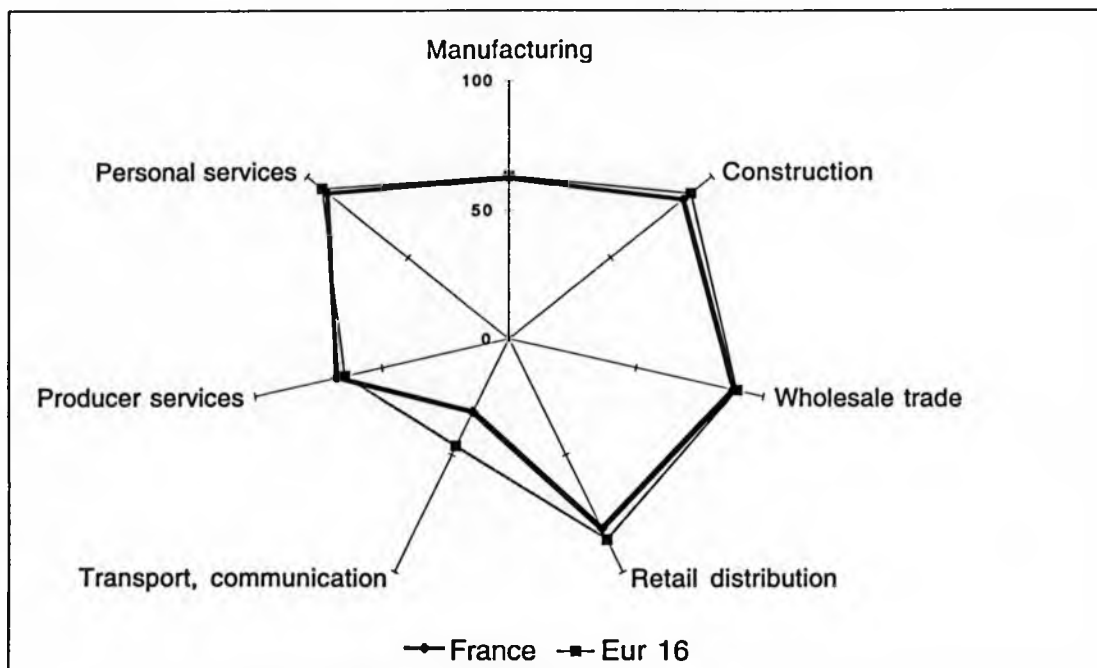 Manufacturing
100
Personal services
Construction
50
0
Producer services
Wholesale trade
Transport, communication
Retail distribution
France
Eur 16